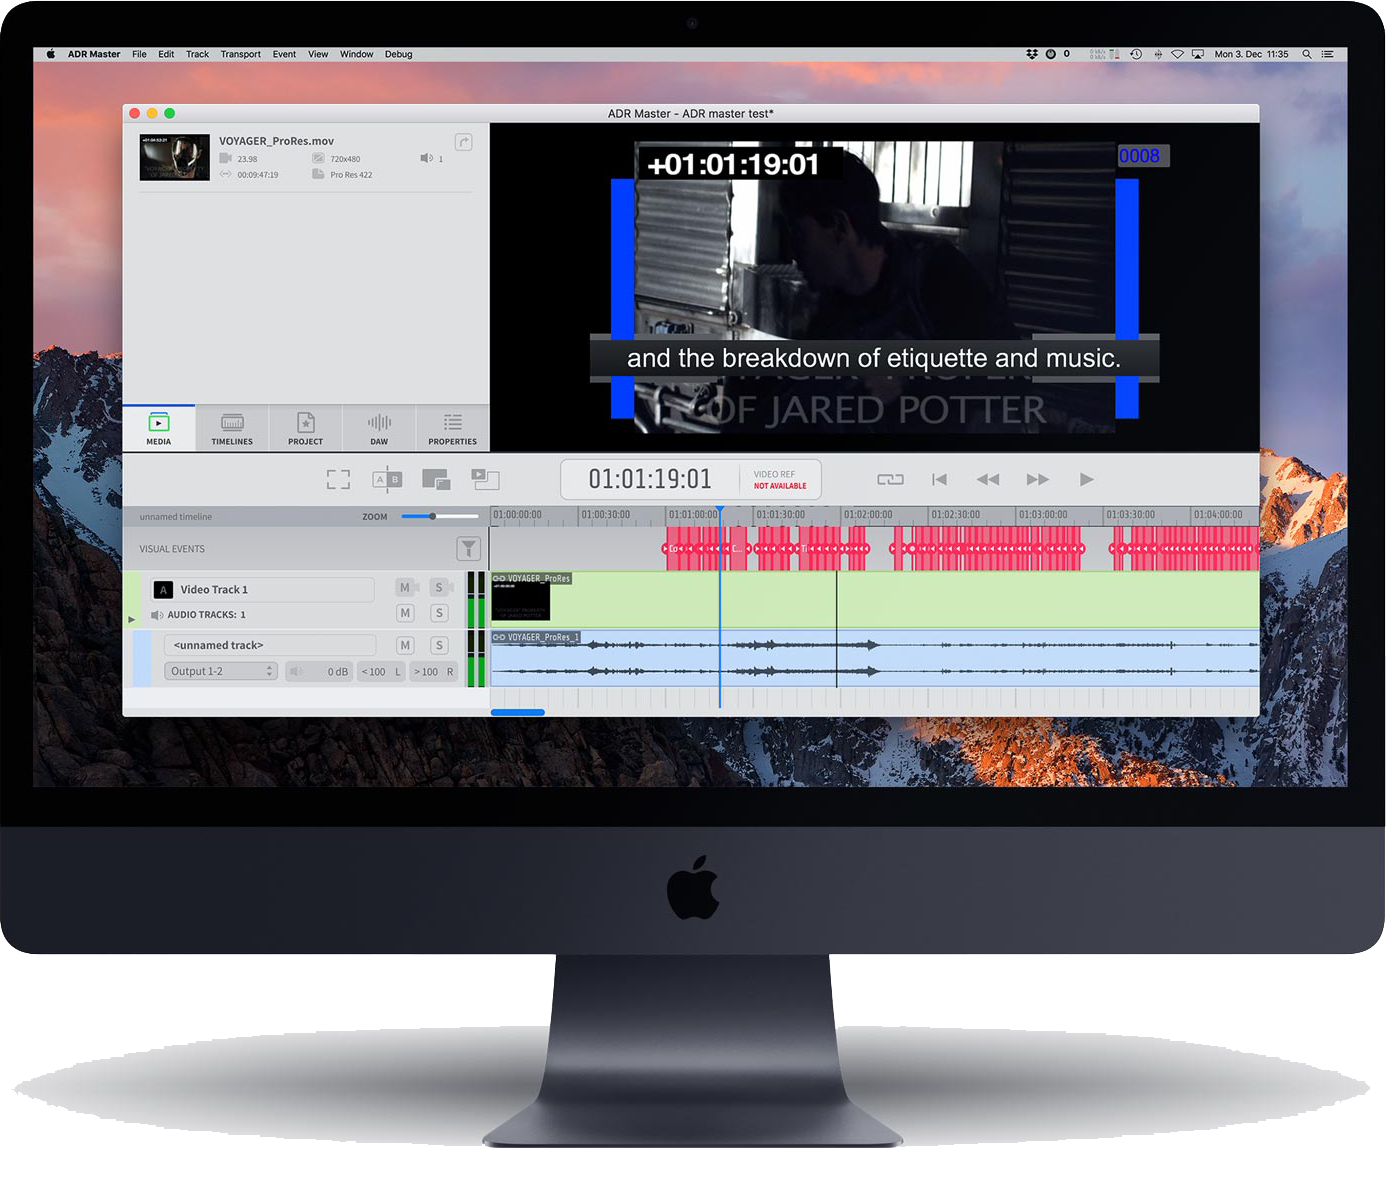 ADR Master File Edit Track Transport Event View Window Debug 0 Mon 3. Dec 11:35
ADR Master - ADR master test*
VOYAGER_ProRes.mov
23.98 720x480 1
00:09:47:19 Pro Res 422
+01:01:19:01
0008
and the breakdown of etiquette and music.
OF JARED POTTER
MEDIA TIMELINES PROJECT DAW PROPERTIES
A B
01:01:19:01
VIDEO REF
NOT AVAILABLE
unnamed timeline ZOOM
01:00:00:00 01:00:30:00 01:01:00:00 01:01:30:00 01:02:00:00 01:02:30:00 01:03:00:00 01:03:30:00 01:04:00:00
VISUAL EVENTS
A Video Track 1 M S
VOYAGER_ProRes
AUDIO TRACKS: 1 M S
<unnamed track> M S
VOYAGER_ProRes_1
Output 1-2 0 dB <100 L >100 R